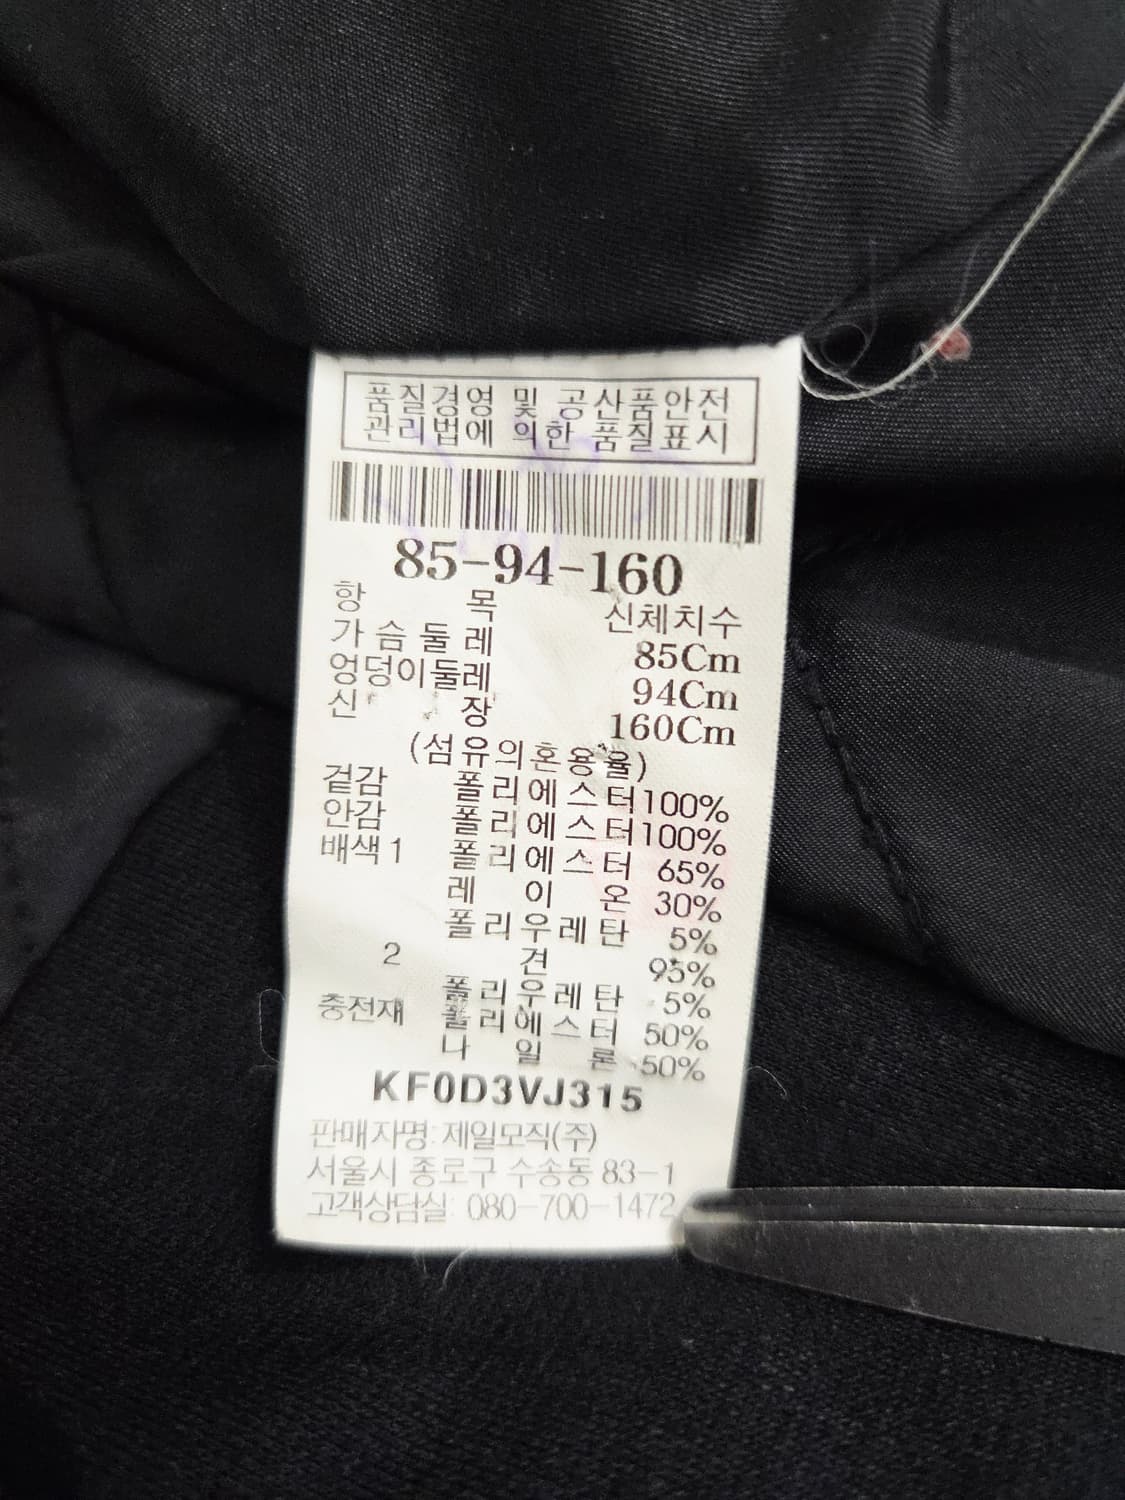 품질경영 및 공산품안전
관리법에 의한 품질표시
85-94-160
항 목 신체치수
가슴둘레 85Cm
엉덩이둘레 94Cm
신 장 160Cm
(섬유의혼용율)
겉감 폴리에스터 100%
안감 폴리에스터 100%
배색1 폴리에스터 65%
레이온 30%
폴리우레탄 5%
2 견 95%
폴리우레탄 5%
충전재 폴리에스터 50%
나일론 50%
KF0D3VJ315
판매자명: 제일모직(주)
서울시 종로구 수송동 83-1
고객상담실: 080-700-1472